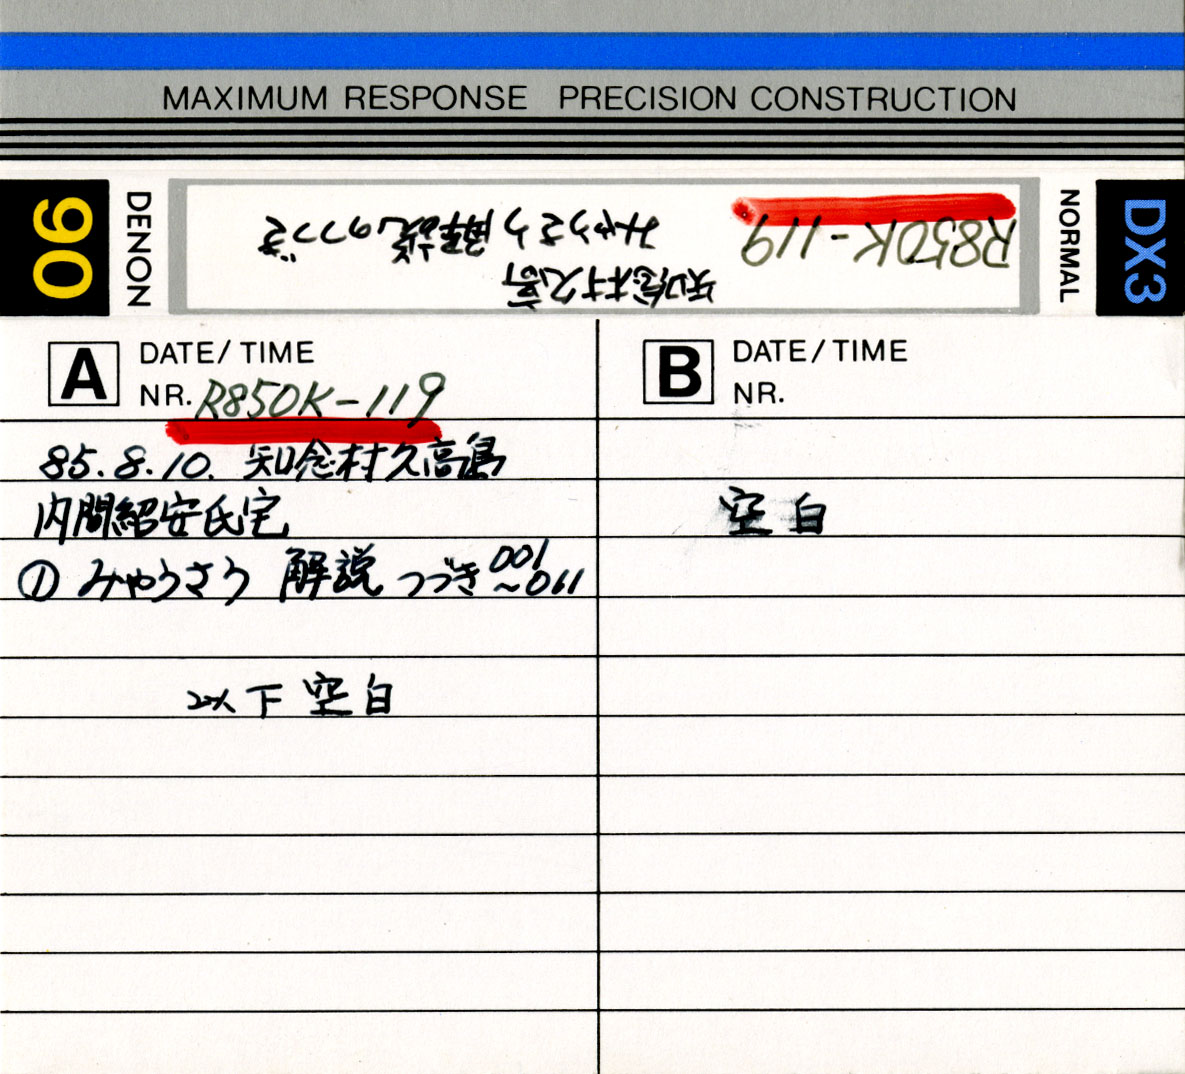 MAXIMUM RESPONSE PRECISION CONSTRUCTION
DX3
NORMAL
R850K-119
知念村久高
みやうさう解説のつづき
DENON
90
A
DATE/TIME
NR. R850K-119
85.8.10. 知念村久高島
内間紹安氏宅
① みやうさう 解説 つづき 001
~011
以下空白
B
DATE/TIME
NR.
空白